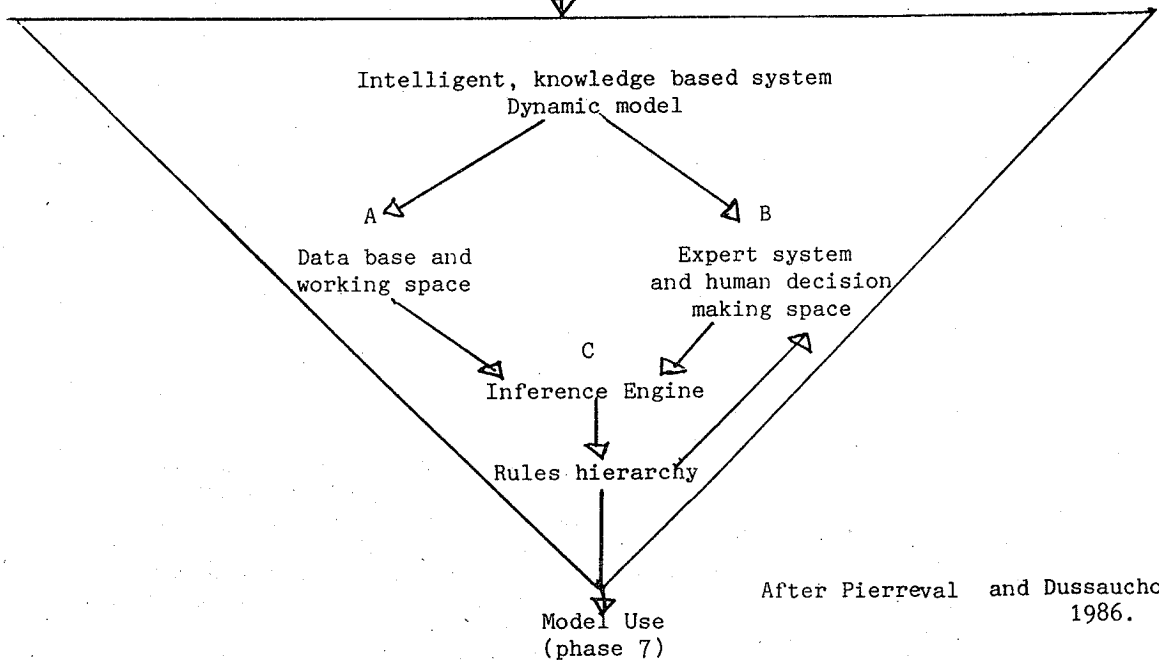 Intelligent, knowledge based system
Dynamic model
A
B
Data base and
working space
Expert system
and human decision
making space
C
Inference Engine
Rules hierarchy
After Pierreval and
1986.
Model Use
(phase 7)